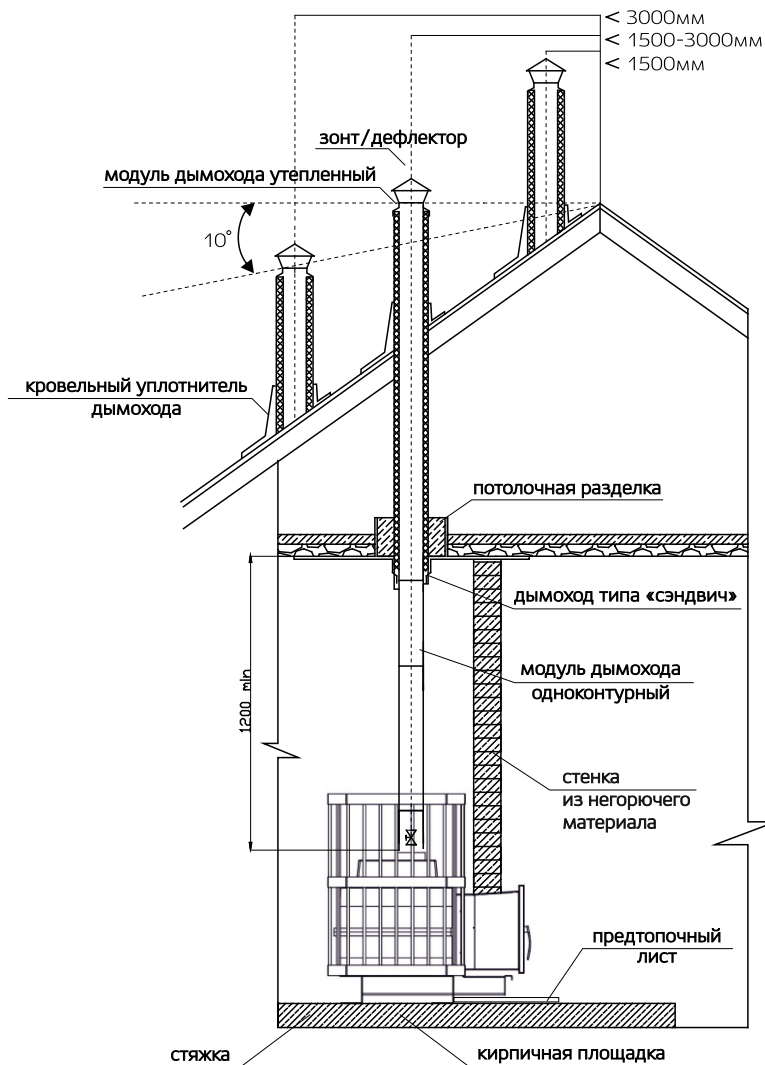 < 3000мм
< 1500-3000мм
< 1500мм
зонт/дефлектор
модуль дымохода утепленный
10°
кровельный уплотнитель
дымохода
потолочная разделка
дымоход типа «сэндвич»
модуль дымохода
одноконтурный
1200 min
стенка
из негорючего
материала
предтопочный
лист
стяжка
кирпичная площадка